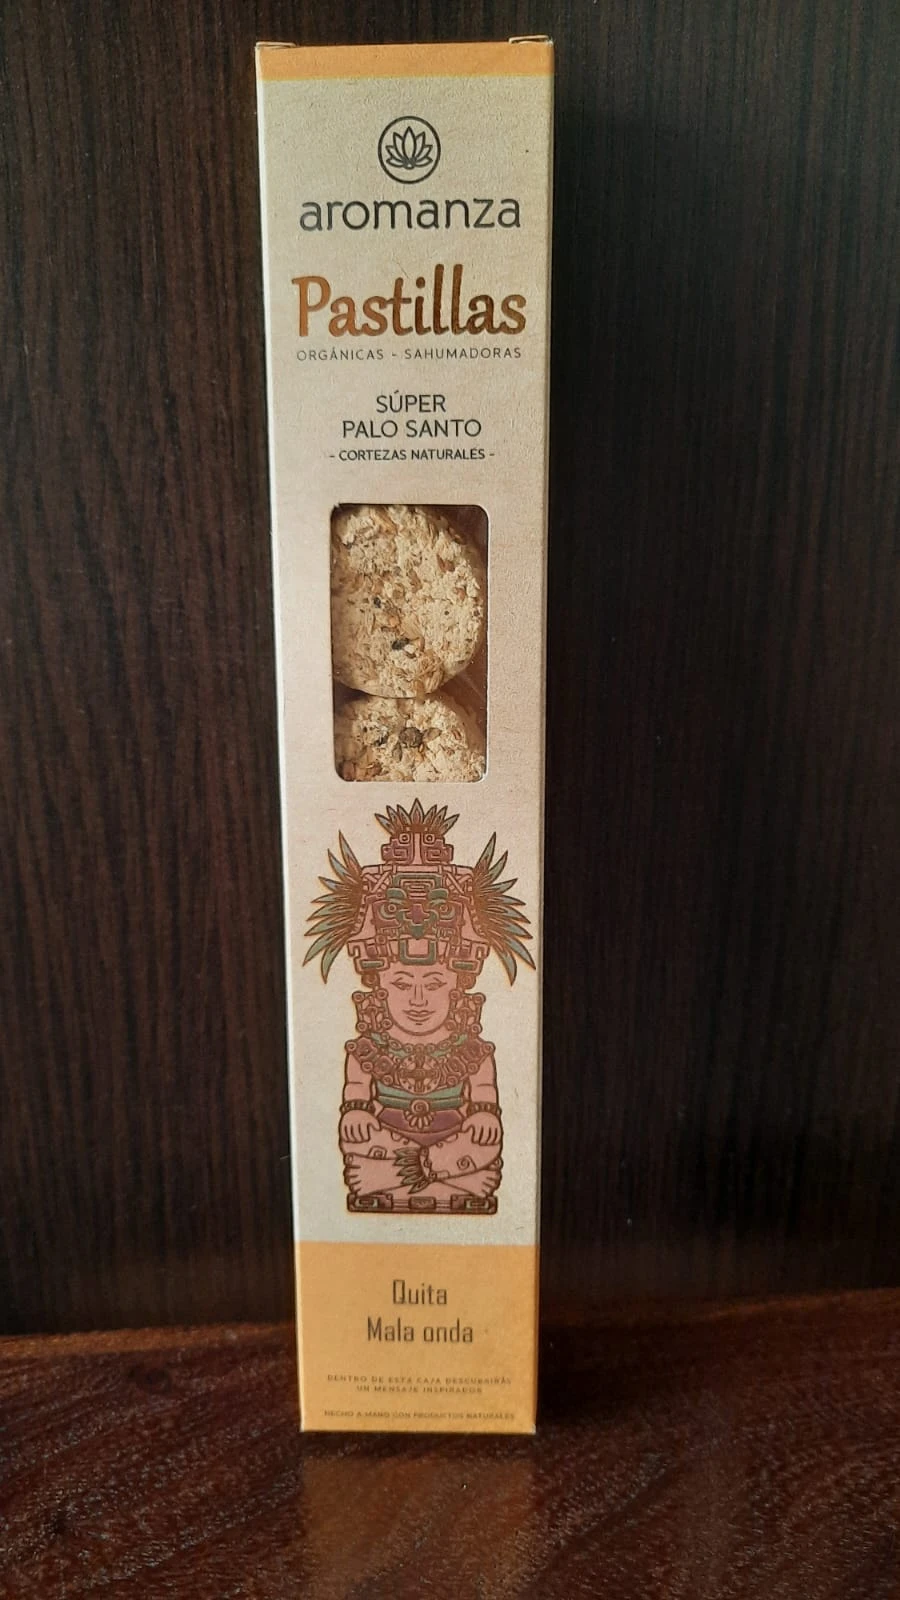 aromanza
Pastillas
ORGÁNICAS - SAHUMADORAS
SÚPER
PALO SANTO
- CORTEZAS NATURALES -
Quita
Mala onda
DENTRO DE ESTA CAJA DESCUBRIRÁS
UN MENSAJE INSPIRADOR
HECHO A MANO CON PRODUCTOS NATURALES